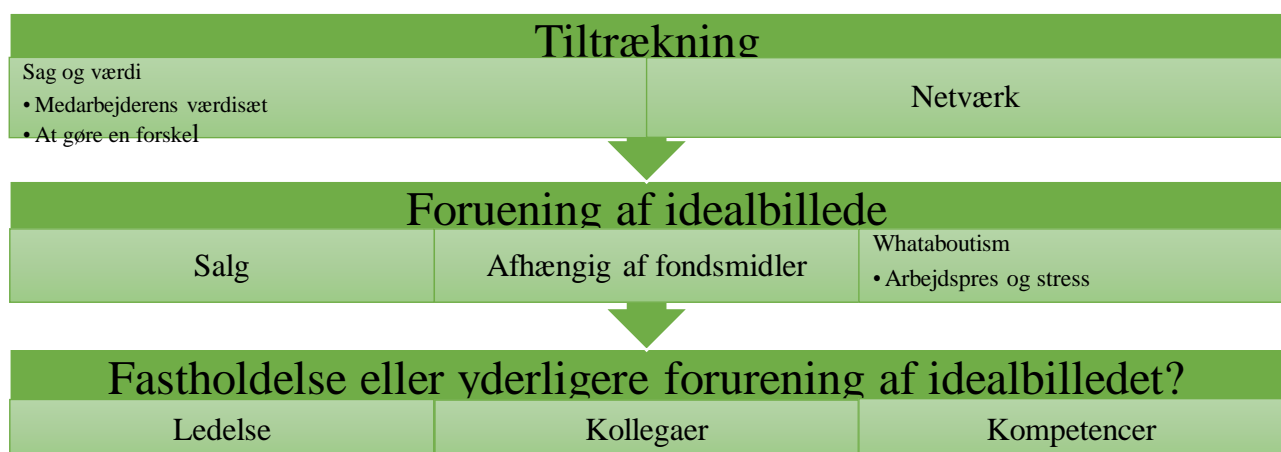 Tiltrækning
Sag og værdi
• Medarbejderens værdisæt
• At gøre en forskel
Netværk
Foruening af idealbillede
Salg
Afhængig af fondsmidler
Whataboutism
• Arbejdspres og stress
Fastholdelse eller yderligere forurening af idealbilledet?
Ledelse
Kollegaer
Kompetencer